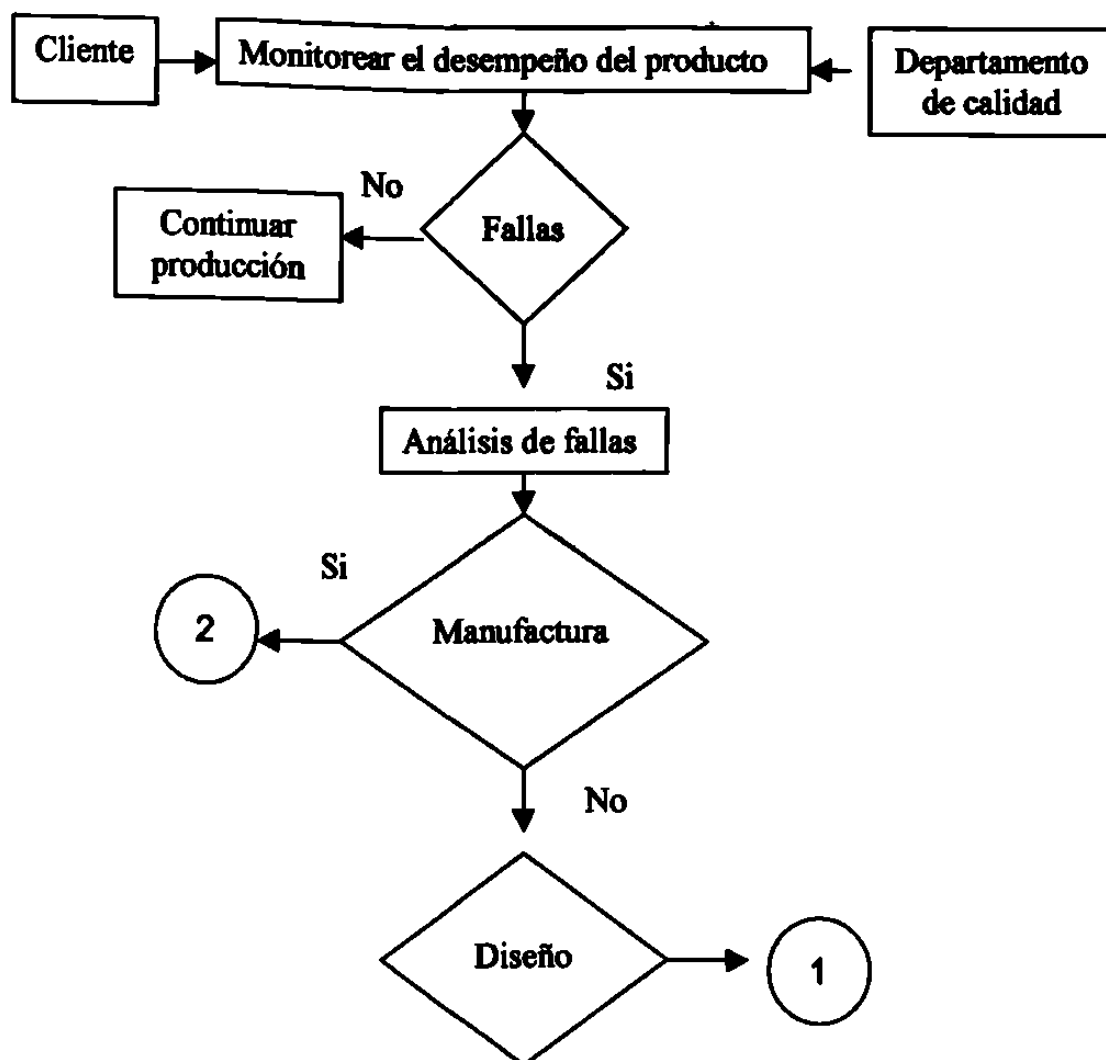 Cliente
Monitorear el desempeño del producto
Departamento
de calidad
No
Continuar
producción
Fallas
Si
Análisis de fallas
Si
2
Manufactura
No
Diseño
1